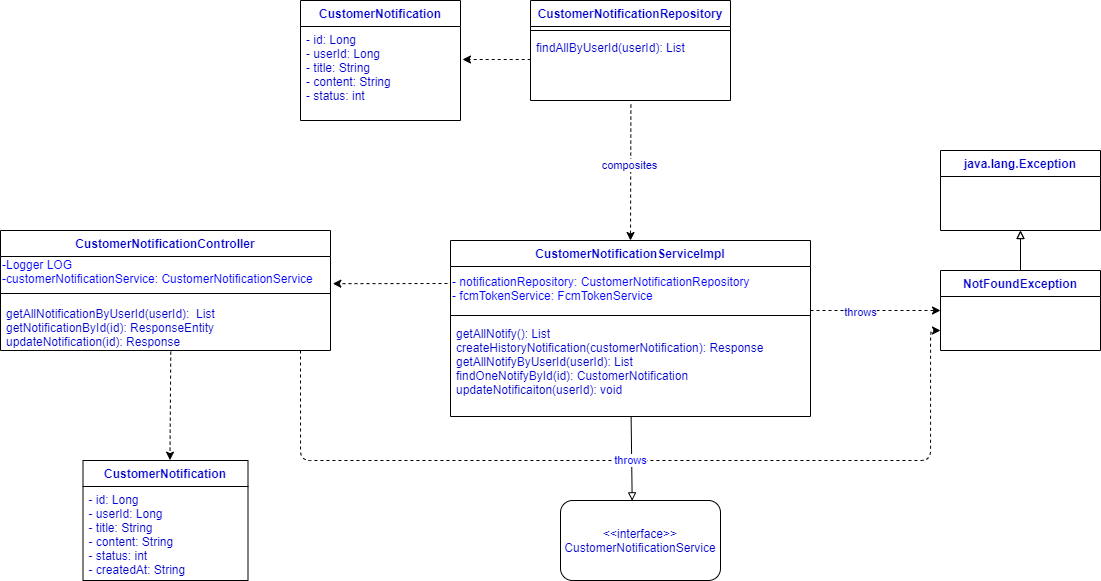 CustomerNotification
- id: Long
- userId: Long
- title: String
- content: String
- status: int
CustomerNotificationRepository
findAllByUserId(userId): List
composites
java.lang.Exception
CustomerNotificationController
-Logger LOG
-customerNotificationService: CustomerNotificationService
getAllNotificationByUserId(userId):  List
getNotificationById(id): ResponseEntity
updateNotification(id): Response
CustomerNotificationServiceImpl
- notificationRepository: CustomerNotificationRepository
- fcmTokenService: FcmTokenService
getAllNotify(): List
createHistoryNotification(customerNotification): Response
getAllNotifyByUserId(userId): List
findOneNotifyById(id): CustomerNotification
updateNotificaiton(userId): void
throws
NotFoundException
throws
CustomerNotification
- id: Long
- userId: Long
- title: String
- content: String
- status: int
- createdAt: String
<<interface>>
CustomerNotificationService